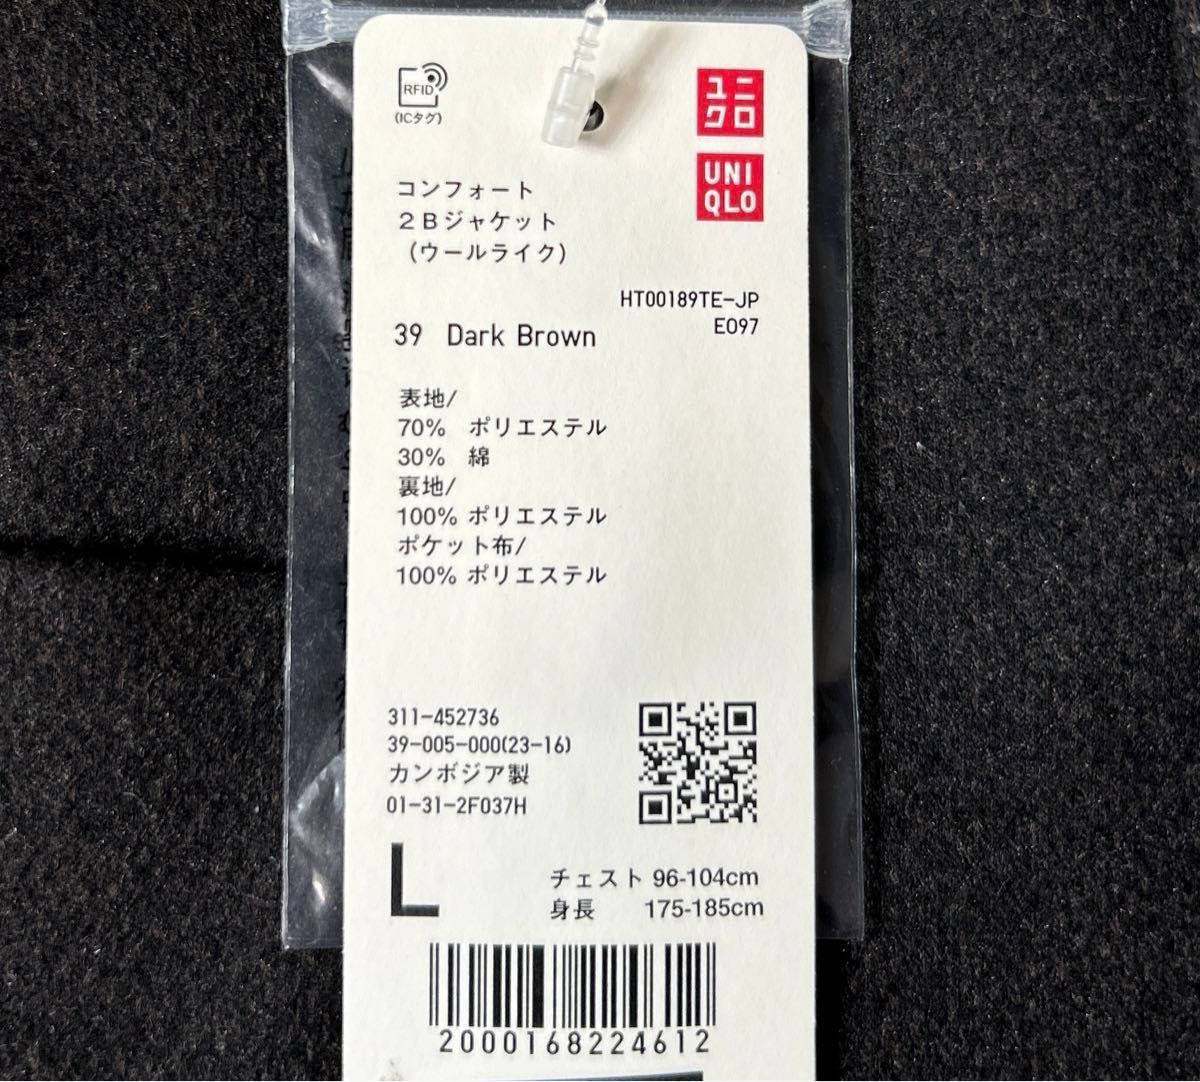 RFID
(ICタグ)
ユニ
クロ
UNI
QLO
コンフォート
２Ｂジャケット
（ウールライク）
HT00189TE-JP
E097
39 Dark Brown
表地/
70% ポリエステル
30% 綿
裏地/
100% ポリエステル
ポケット布/
100% ポリエステル
311-452736
39-005-000(23-16)
カンボジア製
01-31-2F037H
L
チェスト 96-104cm
身長 175-185cm
2000168224612